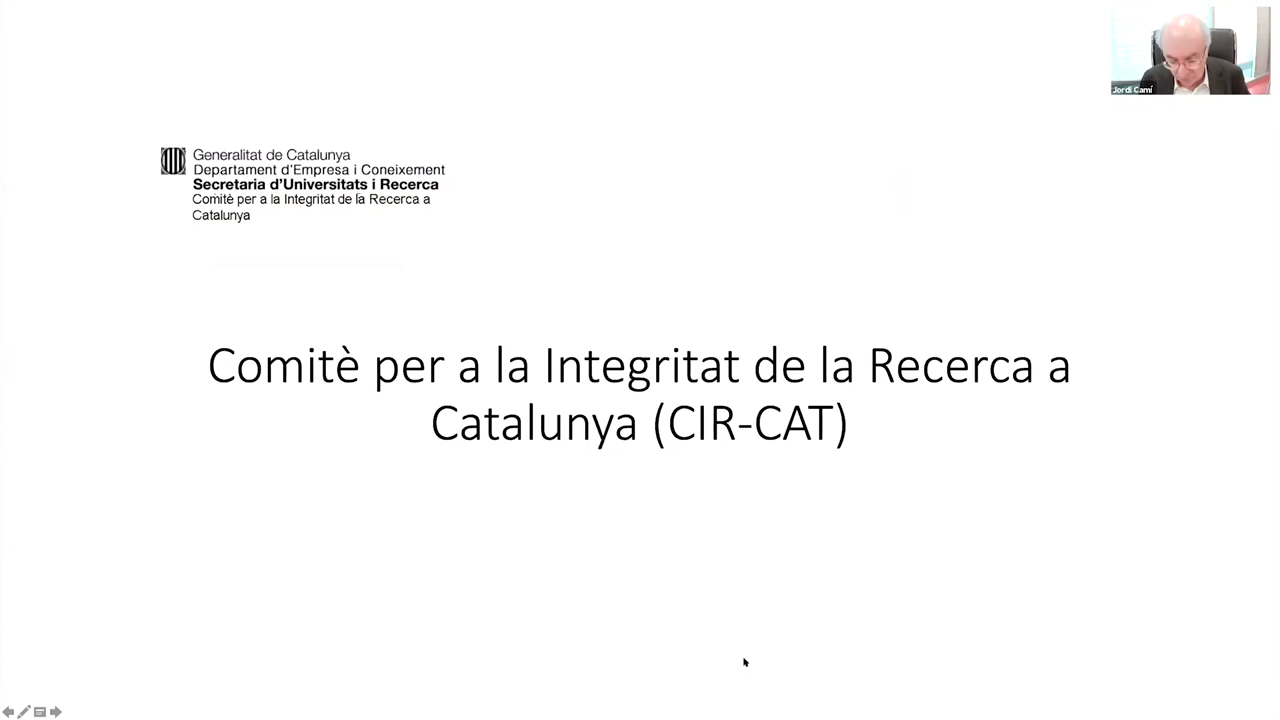 Jordi Camí
Generalitat de Catalunya
Departament d'Empresa i Coneixement
Secretaria d'Universitats i Recerca
Comitè per a la Integritat de la Recerca a
Catalunya
Comitè per a la Integritat de la Recerca a
Catalunya (CIR-CAT)